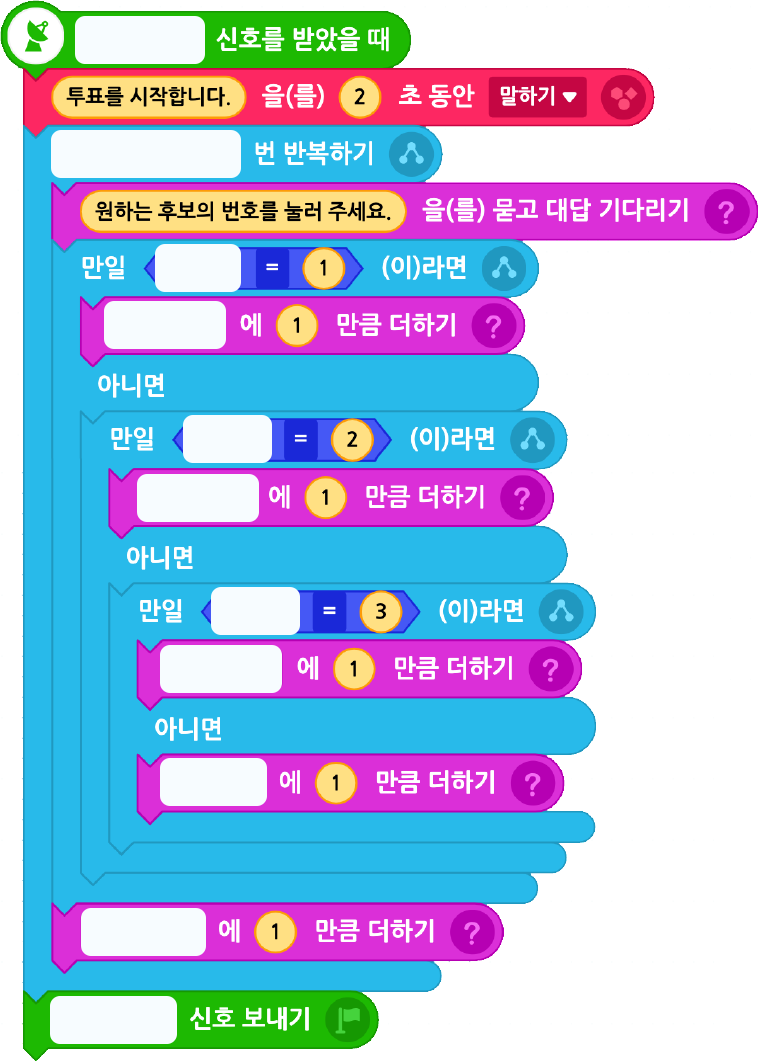 신호를 받았을 때
투표를 시작합니다. 을(를) 2 초 동안 말하기
번 반복하기
원하는 후보의 번호를 눌러 주세요. 을(를) 묻고 대답 기다리기 ?
만일 = 1 (이)라면
에 1 만큼 더하기 ?
아니면
만일 = 2 (이)라면
에 1 만큼 더하기 ?
아니면
만일 = 3 (이)라면
에 1 만큼 더하기 ?
아니면
에 1 만큼 더하기 ?
에 1 만큼 더하기 ?
신호 보내기